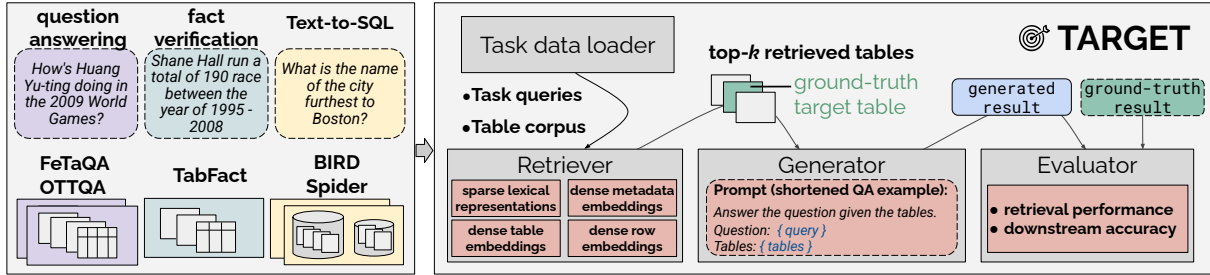 question
answering
How's Huang
Yu-ting doing in
the 2009 World
Games?
FeTaQA
OTTQA
fact
verification
Shane Hall run a
total of 190 race
between the
year of 1995 -
2008
TabFact
Text-to-SQL
What is the name
of the city
furthest to
Boston?
BIRD
Spider
TARGET
Task data loader
•Task queries
•Table corpus
top-k retrieved tables
ground-truth
target table
generated
result
ground-truth
result
Retriever
sparse lexical
representations
dense metadata
embeddings
dense table
embeddings
dense row
embeddings
Generator
Prompt (shortened QA example):
Answer the question given the tables.
Question: { query }
Tables: { tables }
Evaluator
• retrieval performance
• downstream accuracy